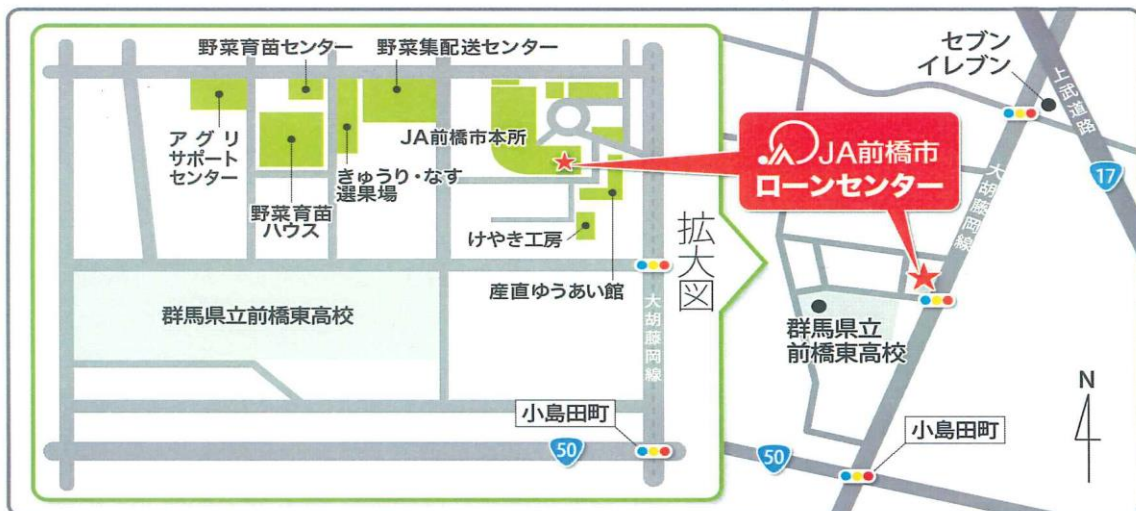 野菜育苗センター
野菜集配送センター
アグリ
サポート
センター
JA前橋市本所
きゅうり・なす
選果場
野菜育苗
ハウス
けやき工房
産直ゆうあい館
群馬県立前橋東高校
大胡藤岡線
小島田町
50
拡大図
JA前橋市
ローンセンター
セブン
イレブン
上武道路
17
大胡藤岡線
群馬県立
前橋東高校
小島田町
50
N